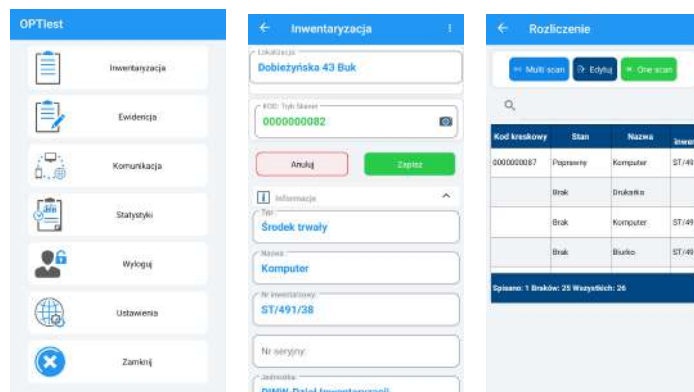 OPTIest
Inwentaryzacja
Ewidencja
Komunikacja
Statystyki
Wyloguj
Ustawienia
Zamknij
Inwentaryzacja
Lokalizacja
Dobieżyńska 43 Buk
KOD: Tryb Skaner
0000000082
Anuluj
Zapisz
Informacje
Typ
Środek trwały
Nazwa
Komputer
Nr inwentarzowy
ST/491/38
Nr seryjny:
Jednostka
Rozliczenie
Multi scan
Edytuj
One scan
Kod kreskowy Stan Nazwa
0000000087 Poprawny Komputer ST/49
Brak Drukarka
Brak Komputer ST/49
Brak Biurko ST/49
Spisano: 1 Braków: 25 Wszystkich: 26